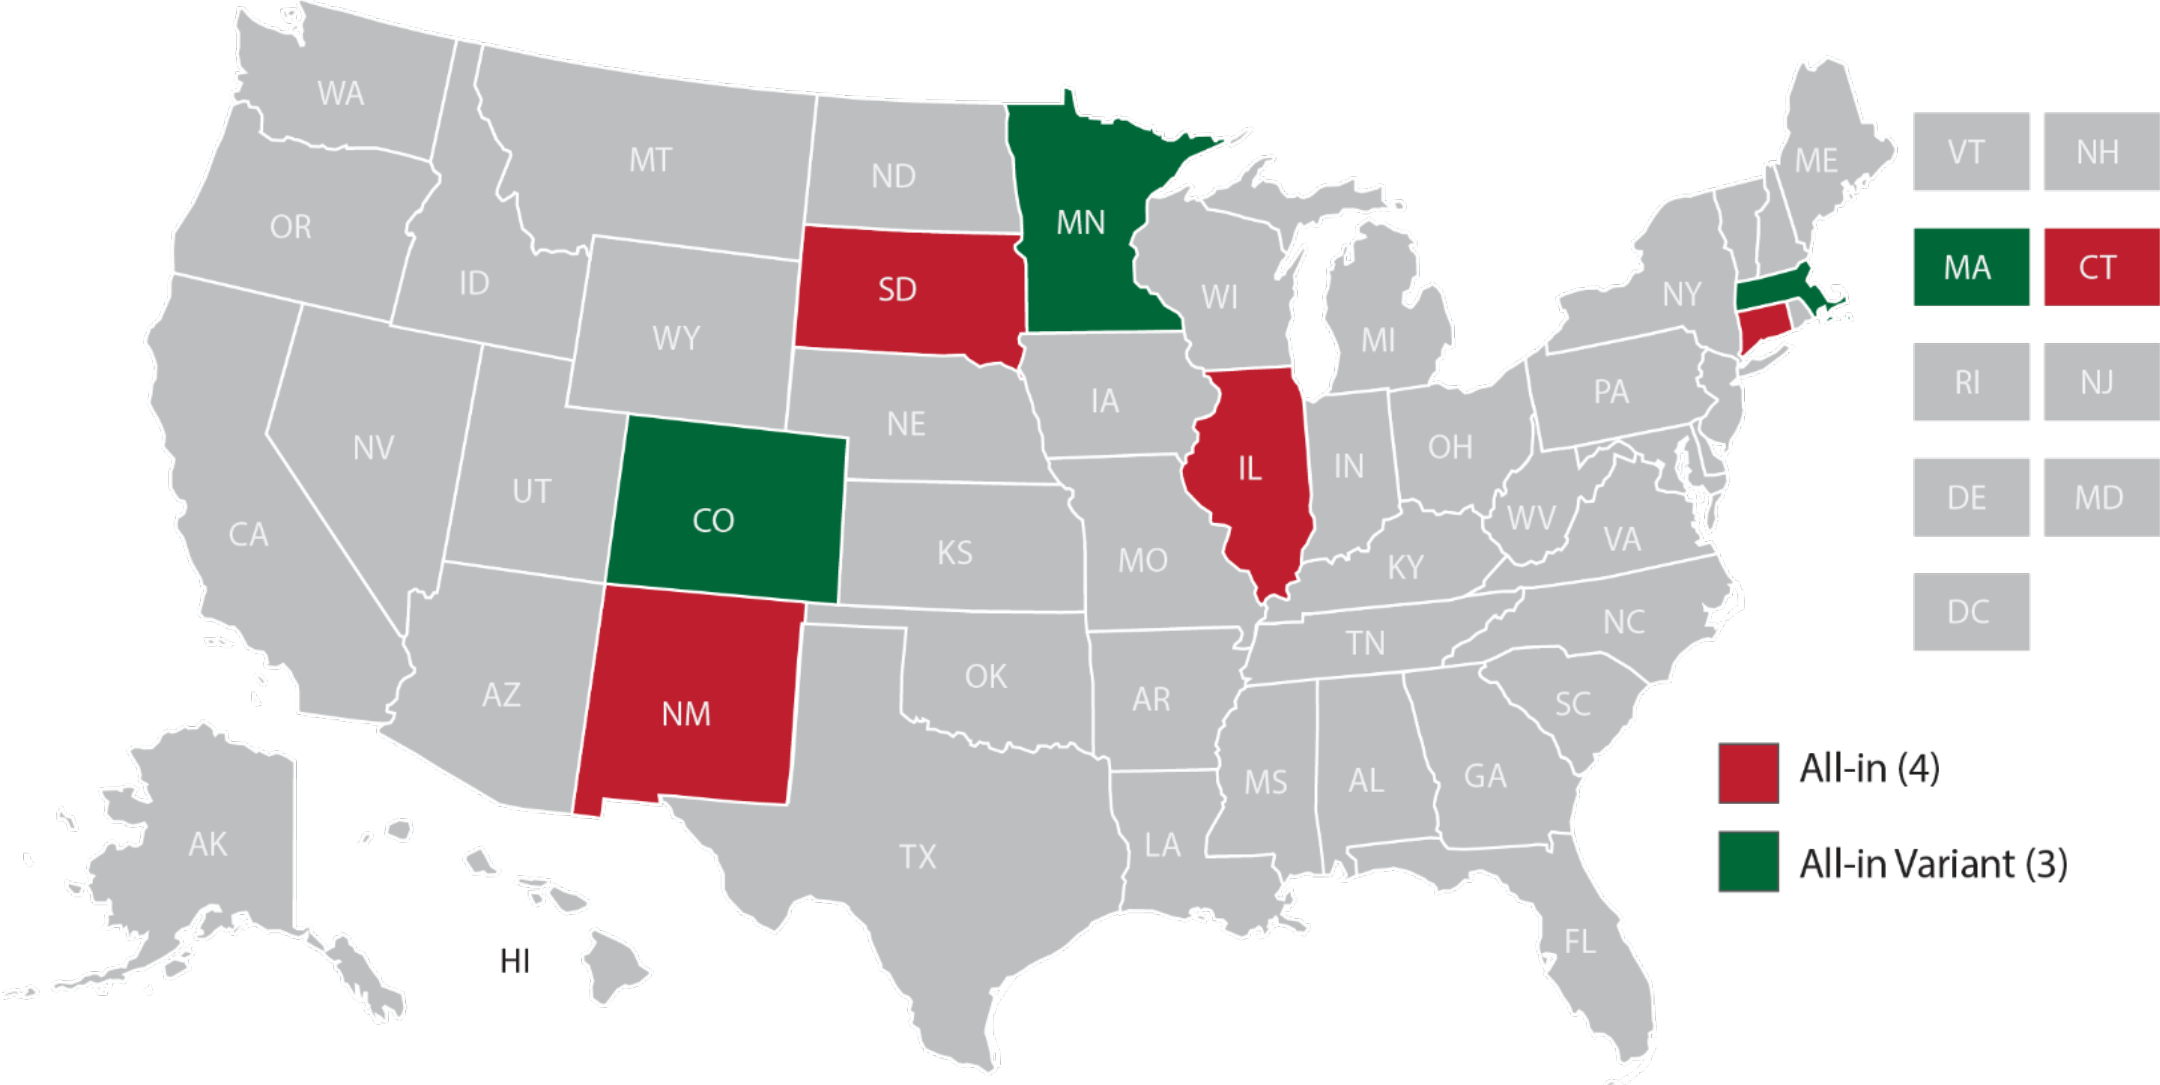 WA
MT
ND
MN
ME
VT
NH
OR
ID
SD
WI
NY
MA
CT
WY
MI
IA
PA
RI
NJ
NV
NE
UT
CO
IL
IN
OH
WV
VA
DE
MD
CA
KS
MO
KY
DC
AZ
NM
OK
AR
TN
NC
SC
MS
AL
GA
All-in (4)
AK
TX
LA
All-in Variant (3)
HI
FL